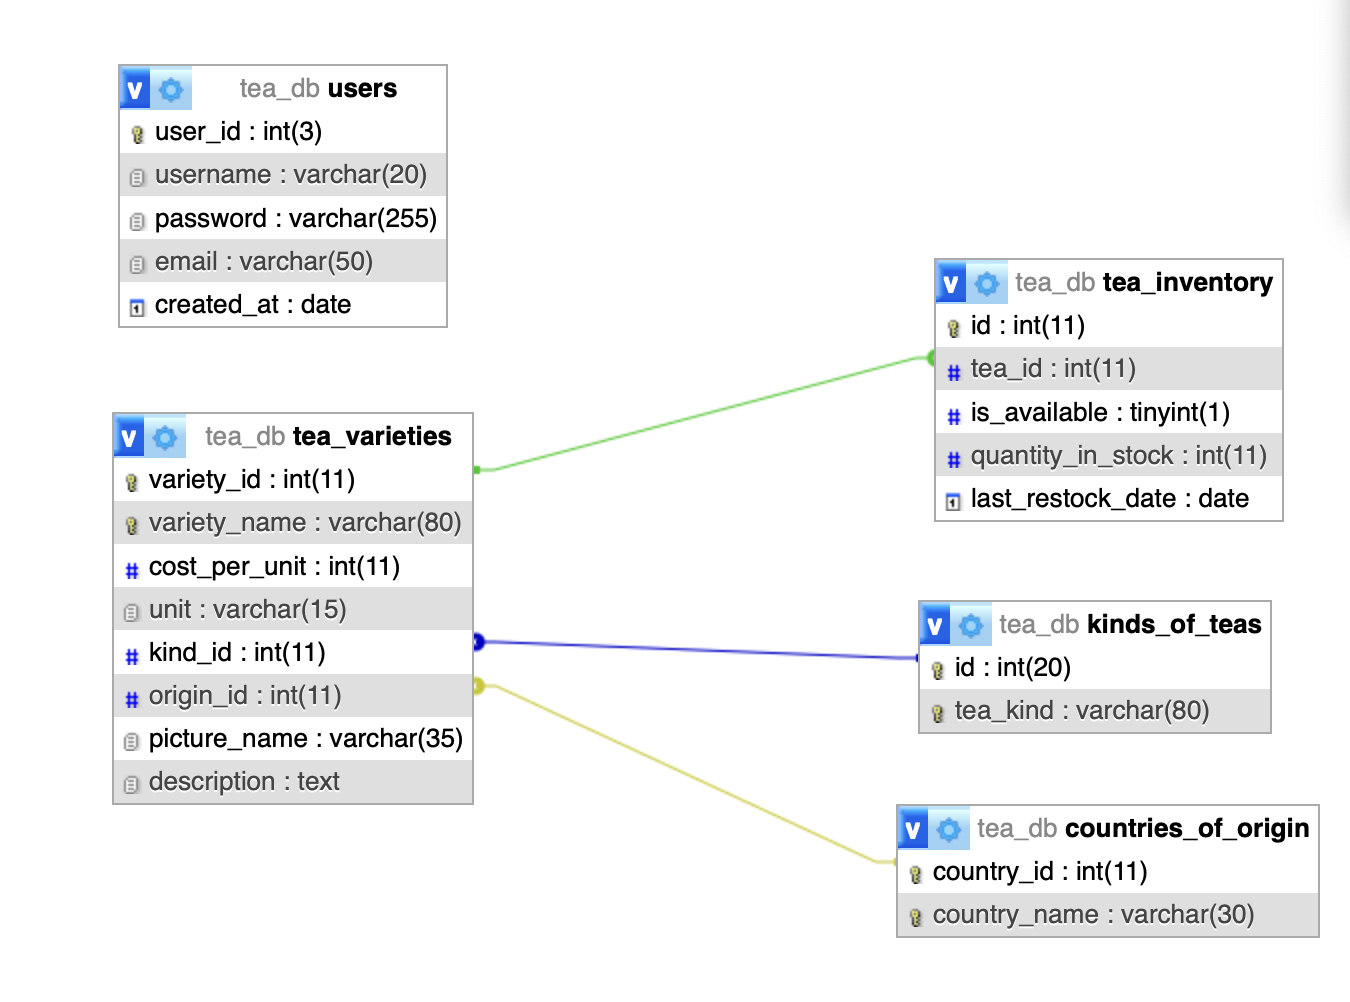 v tea_db users
user_id : int(3)
username : varchar(20)
password : varchar(255)
email : varchar(50)
created_at : date
v tea_db tea_varieties
variety_id : int(11)
variety_name : varchar(80)
cost_per_unit : int(11)
unit : varchar(15)
kind_id : int(11)
origin_id : int(11)
picture_name : varchar(35)
description : text
v tea_db tea_inventory
id : int(11)
tea_id : int(11)
is_available : tinyint(1)
quantity_in_stock : int(11)
last_restock_date : date
v tea_db kinds_of_teas
id : int(20)
tea_kind : varchar(80)
v tea_db countries_of_origin
country_id : int(11)
country_name : varchar(30)